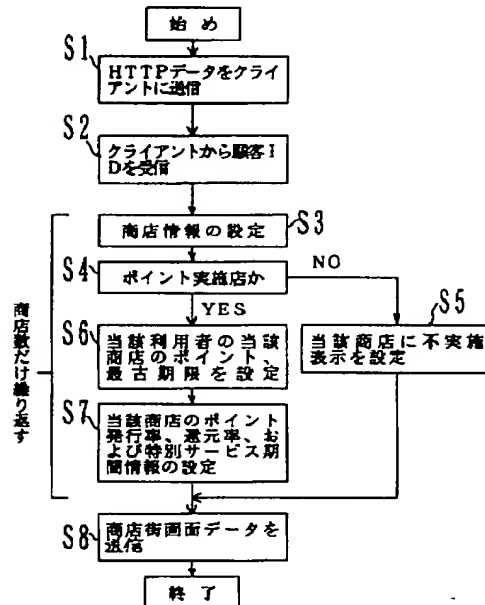 始め
S1
HTTPデータをクライ
アントに送信
S2
クライアントから顧客I
Dを受信
S3
商店情報の設定
S4
ポイント実施店か
NO
YES
S5
当該商店に不実施
表示を設定
S6
当該利用者の当該
商店のポイント、
最古期限を設定
S7
当該商店のポイント
発行率、還元率、お
よび特別サービス期
間情報の設定
商店数だけ繰り返す
S8
商店街画面データを
送信
終了